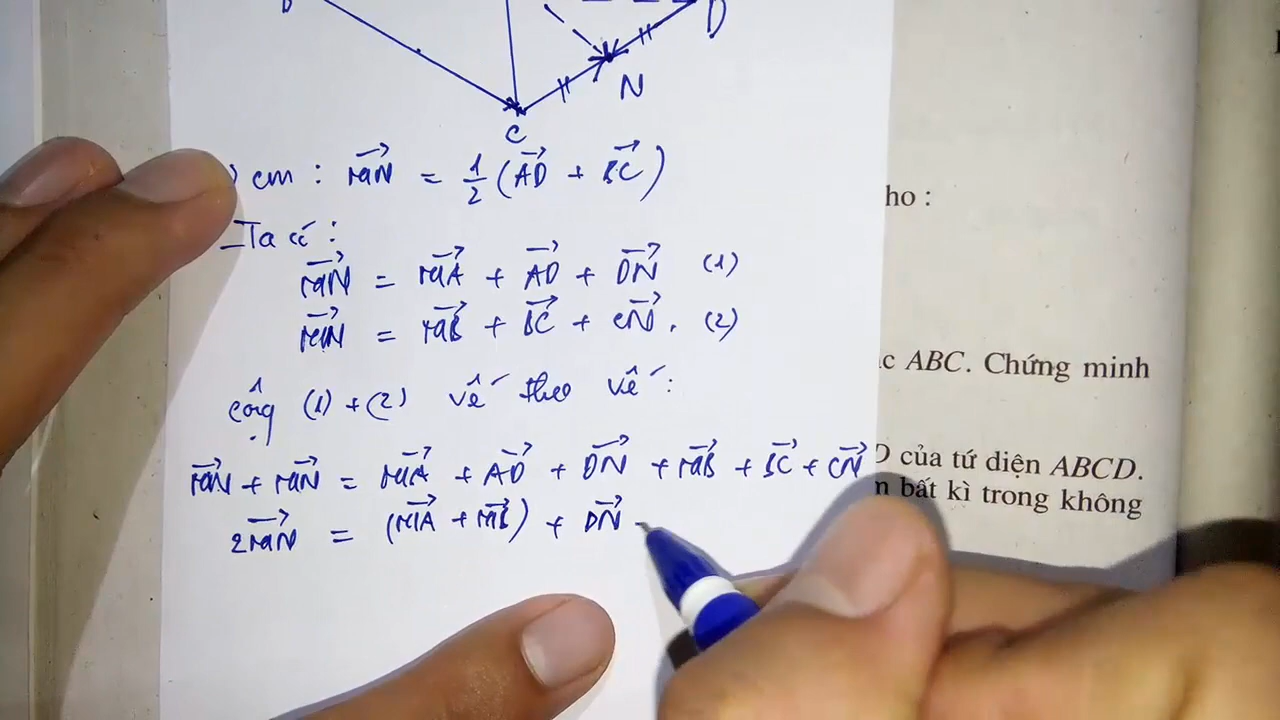 B
D
N
C
) cm : MN = 1/2 (AD + BC)
Ta có :
MN = MA + AD + DN (1)
MN = MB + BC + CN. (2)
cộng (1) + (2) vế theo vế :
MN + MN = MA + AD + DN + MB + BC + CN
2MN = (MA + MB) + DN
ho :
c ABC. Chứng minh
D của tứ diện ABCD.
n bất kì trong không